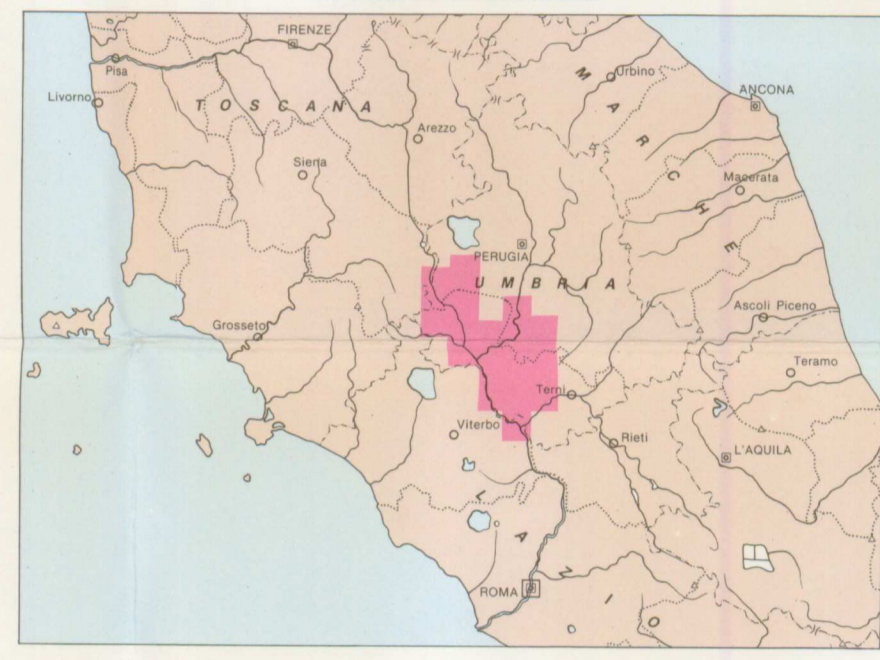 FIRENZE
Pisa
Urbino
Livorno
ANCONA
TOSCANA
MARCHE
Arezzo
Siena
Macerata
PERUGIA
UMBRIA
Ascoli Piceno
Grosseto
Teramo
Terni
Viterbo
Rieti
L'AQUILA
LAZIO
ROMA